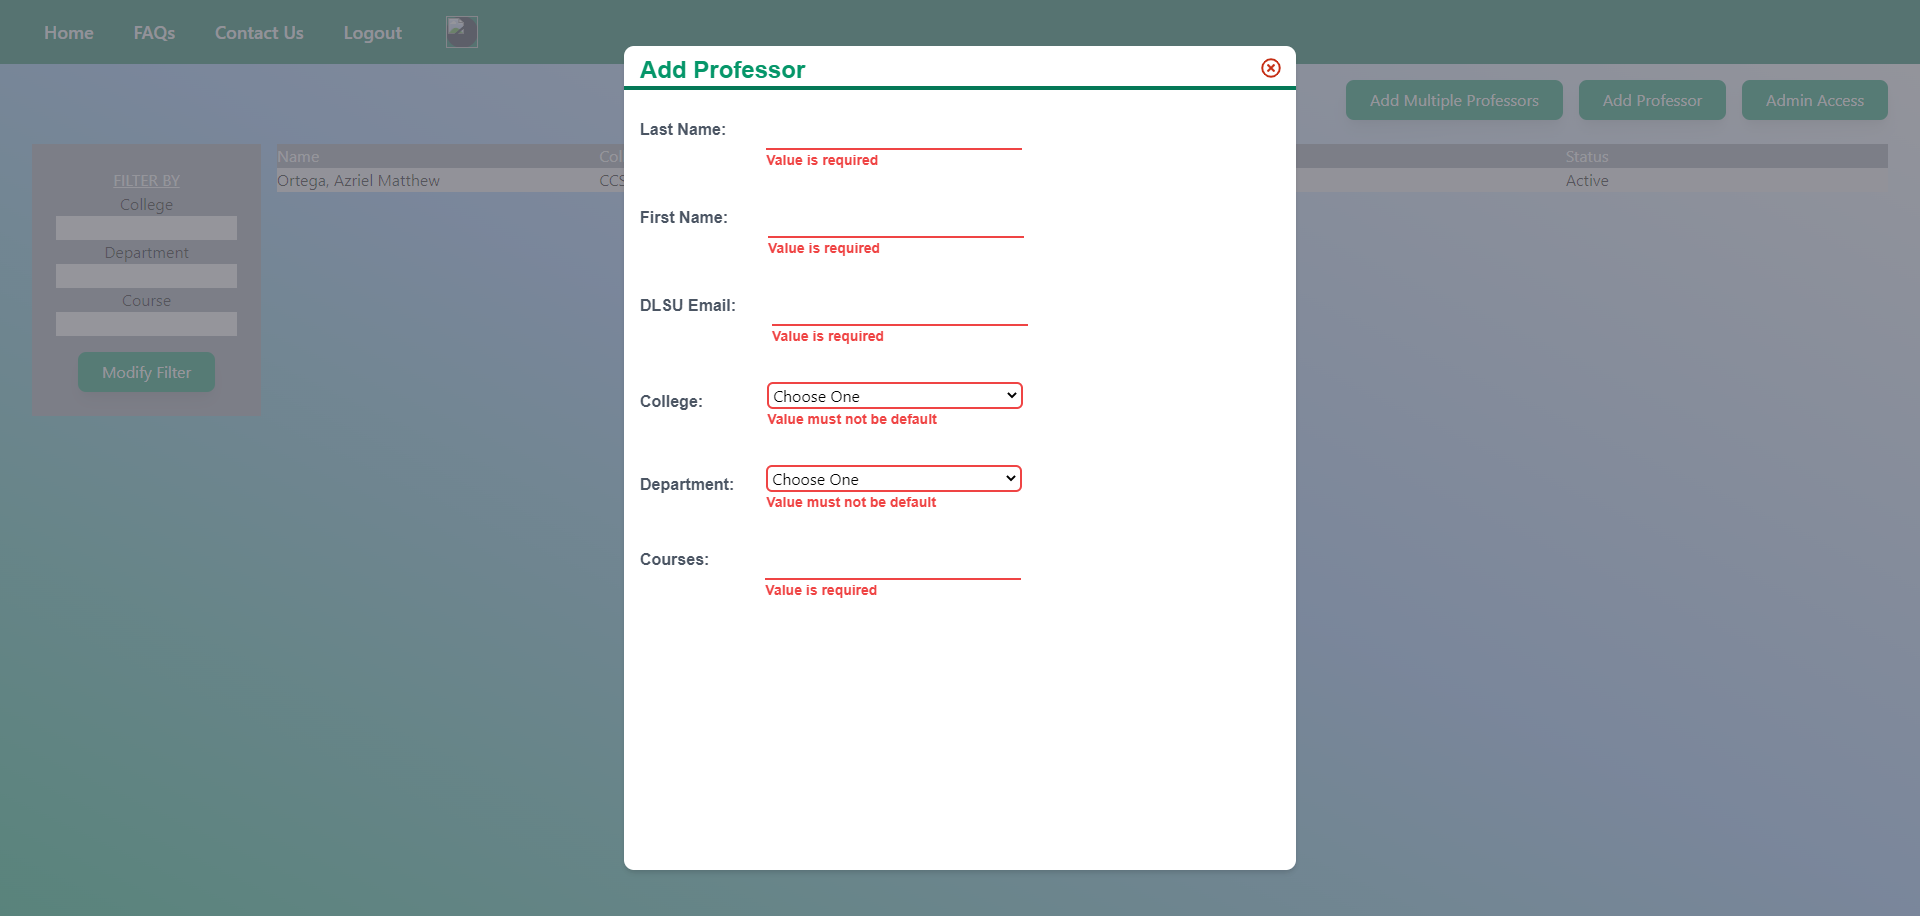 Home FAQs Contact Us Logout
Add Professor
Add Multiple Professors Add Professor Admin Access
FILTER BY
College
Department
Course
Modify Filter
Name Status
Ortega, Azriel Matthew Active
Last Name:
Value is required
First Name:
Value is required
DLSU Email:
Value is required
College: Choose One
Value must not be default
Department: Choose One
Value must not be default
Courses:
Value is required